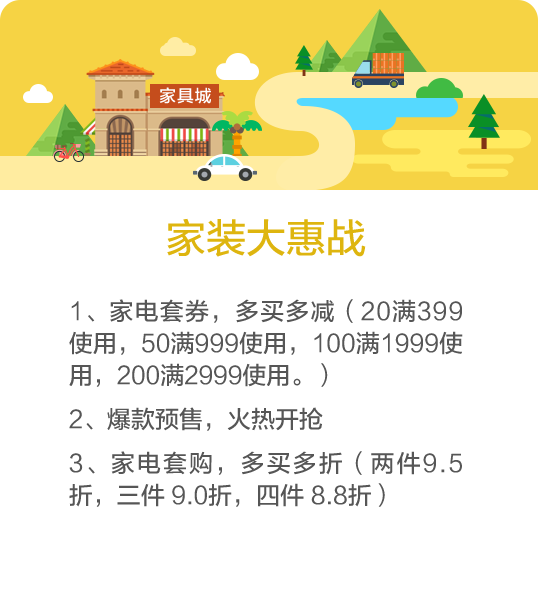 家具城
家装大惠战
1、家电套券，多买多减（20满399
使用，50满999使用，100满1999使
用，200满2999使用。）
2、爆款预售，火热开抢
3、家电套购，多买多折（两件9.5
折，三件 9.0折，四件 8.8折）